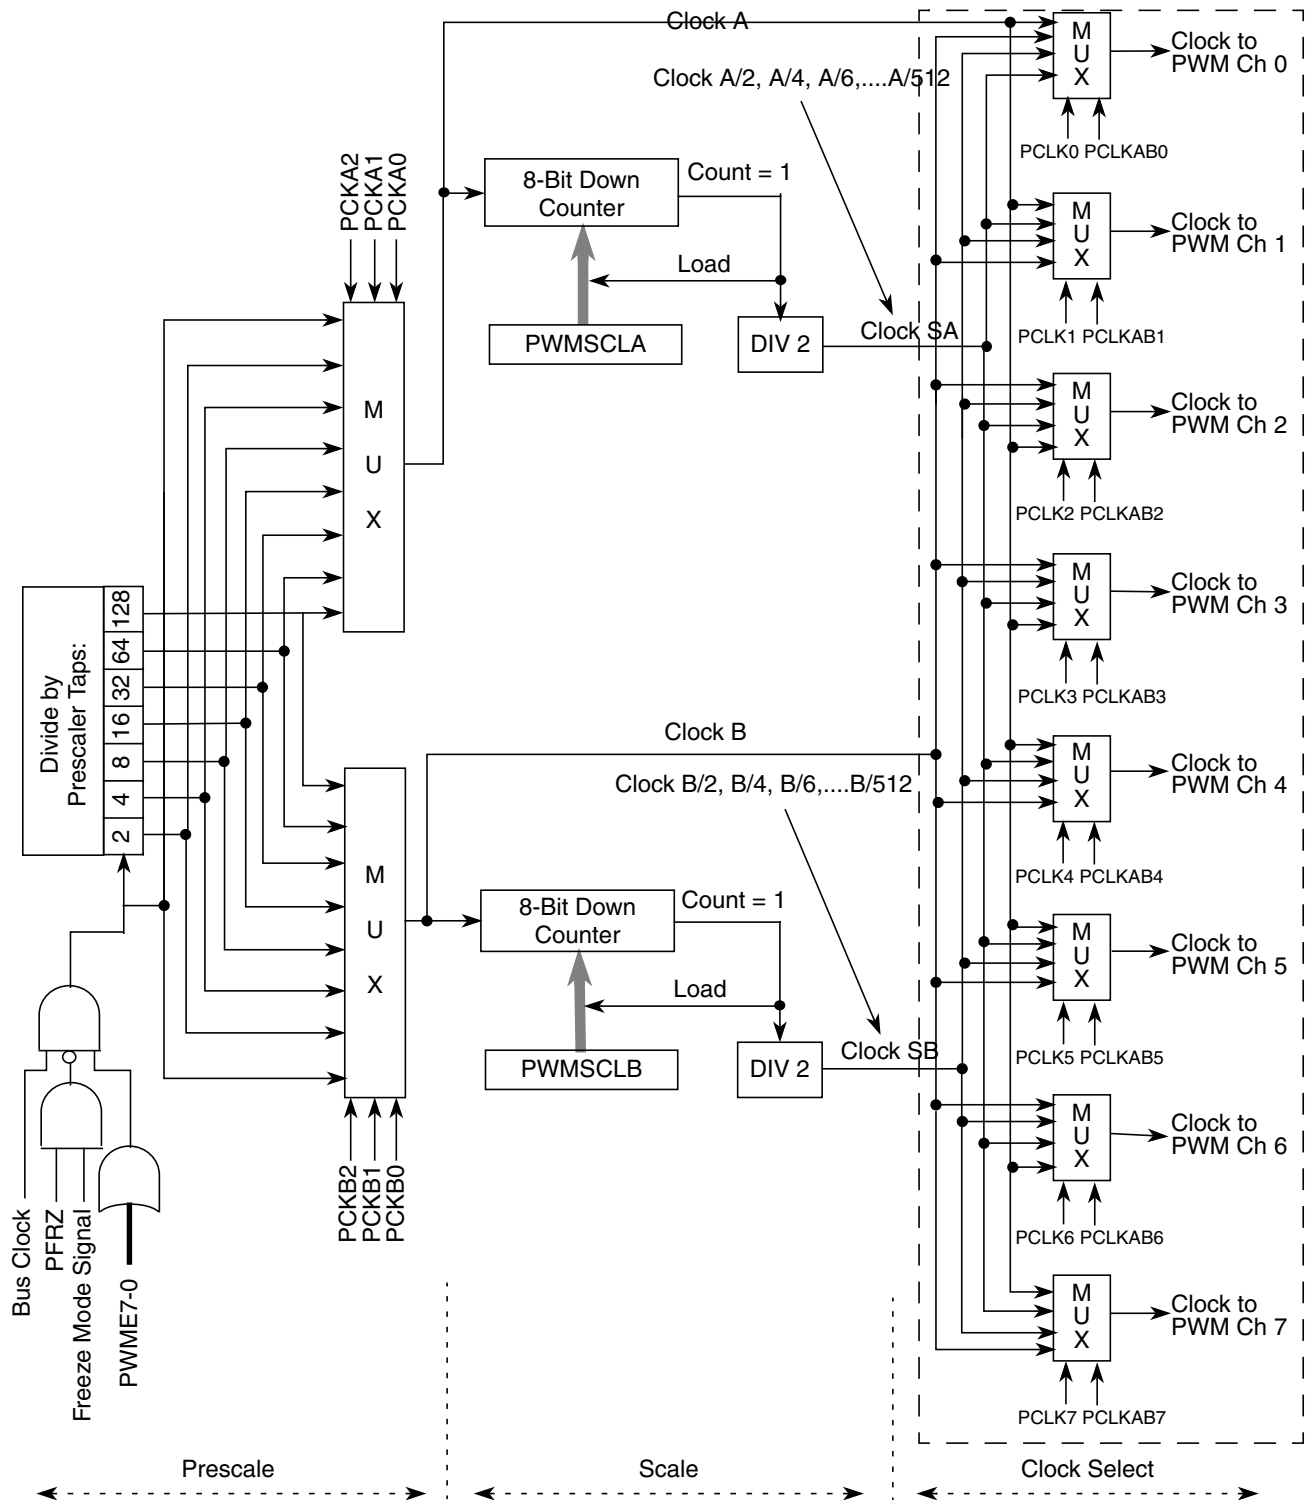 Clock A
Clock A/2, A/4, A/6,....A/512
PCKA2
PCKA1
PCKA0
8-Bit Down
Counter
Count = 1
Load
PWMSCLA
DIV 2
Clock SA
M
U
X
Divide by
Prescaler Taps:
128
64
32
16
8
4
2
Clock B
Clock B/2, B/4, B/6,....B/512
M
U
X
8-Bit Down
Counter
Count = 1
Load
PWMSCLB
DIV 2
Clock SB
PCKB2
PCKB1
PCKB0
Bus Clock
PFRZ
Freeze Mode Signal
PWME7-0
M
U
X
Clock to
PWM Ch 0
PCLK0 PCLKAB0
M
U
X
Clock to
PWM Ch 1
PCLK1 PCLKAB1
M
U
X
Clock to
PWM Ch 2
PCLK2 PCLKAB2
M
U
X
Clock to
PWM Ch 3
PCLK3 PCLKAB3
M
U
X
Clock to
PWM Ch 4
PCLK4 PCLKAB4
M
U
X
Clock to
PWM Ch 5
PCLK5 PCLKAB5
M
U
X
Clock to
PWM Ch 6
PCLK6 PCLKAB6
M
U
X
Clock to
PWM Ch 7
PCLK7 PCLKAB7
Prescale
Scale
Clock Select